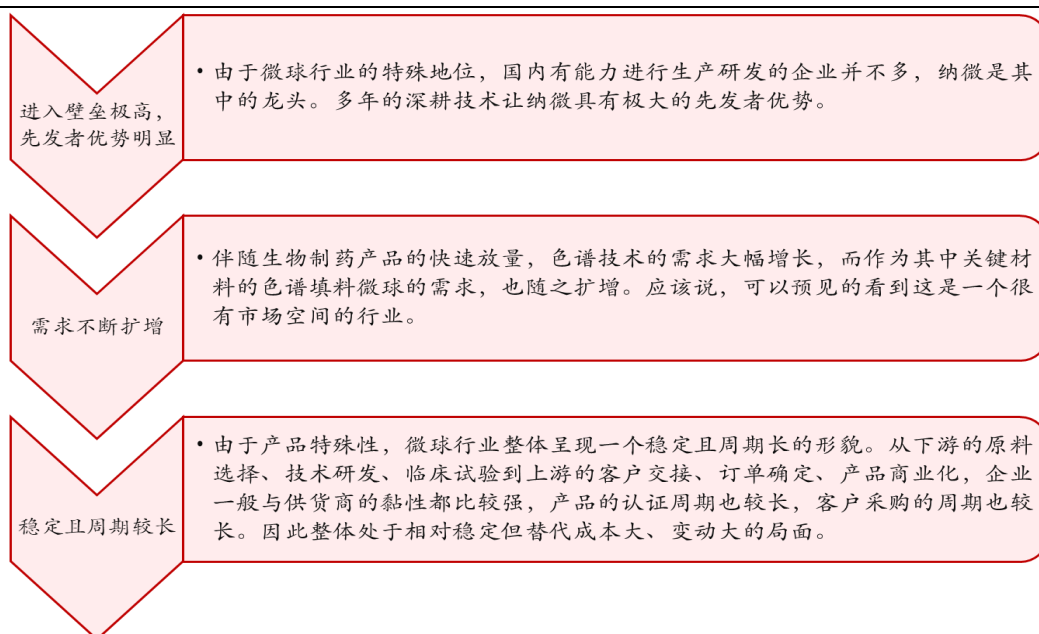 进入壁垒极高，
先发者优势明显
• 由于微球行业的特殊地位，国内有能力进行生产研发的企业并不多，纳微是其
中的龙头。多年的深耕技术让纳微具有极大的先发者优势。
需求不断扩增
• 伴随生物制药产品的快速放量，色谱技术的需求大幅增长，而作为其中关键材
料的色谱填料微球的需求，也随之扩增。应该说，可以预见的看到这是一个很
有市场空间的行业。
稳定且周期较长
• 由于产品特殊性，微球行业整体呈现一个稳定且周期长的形貌。从下游的原料
选择、技术研发、临床试验到上游的客户交接、订单确定、产品商业化，企业
一般与供货商的黏性都比较强，产品的认证周期也较长，客户采购的周期也较
长。因此整体处于相对稳定但替代成本大、变动大的局面。